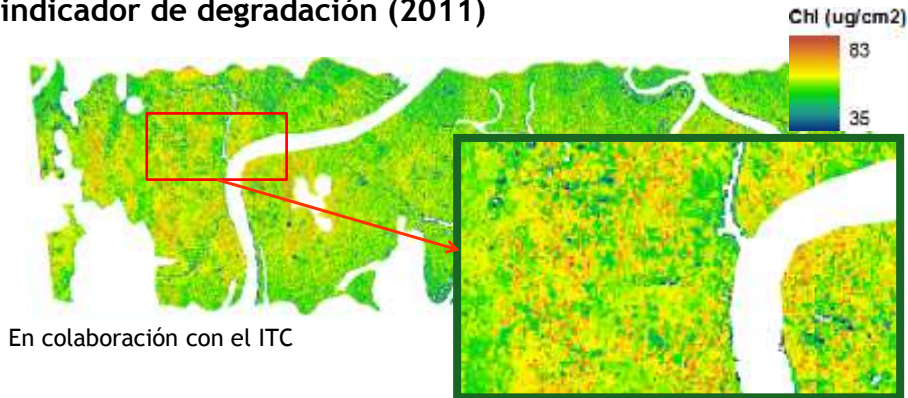 indicador de degradación (2011)
Chl (ug/cm2)
83
35
En colaboración con el ITC